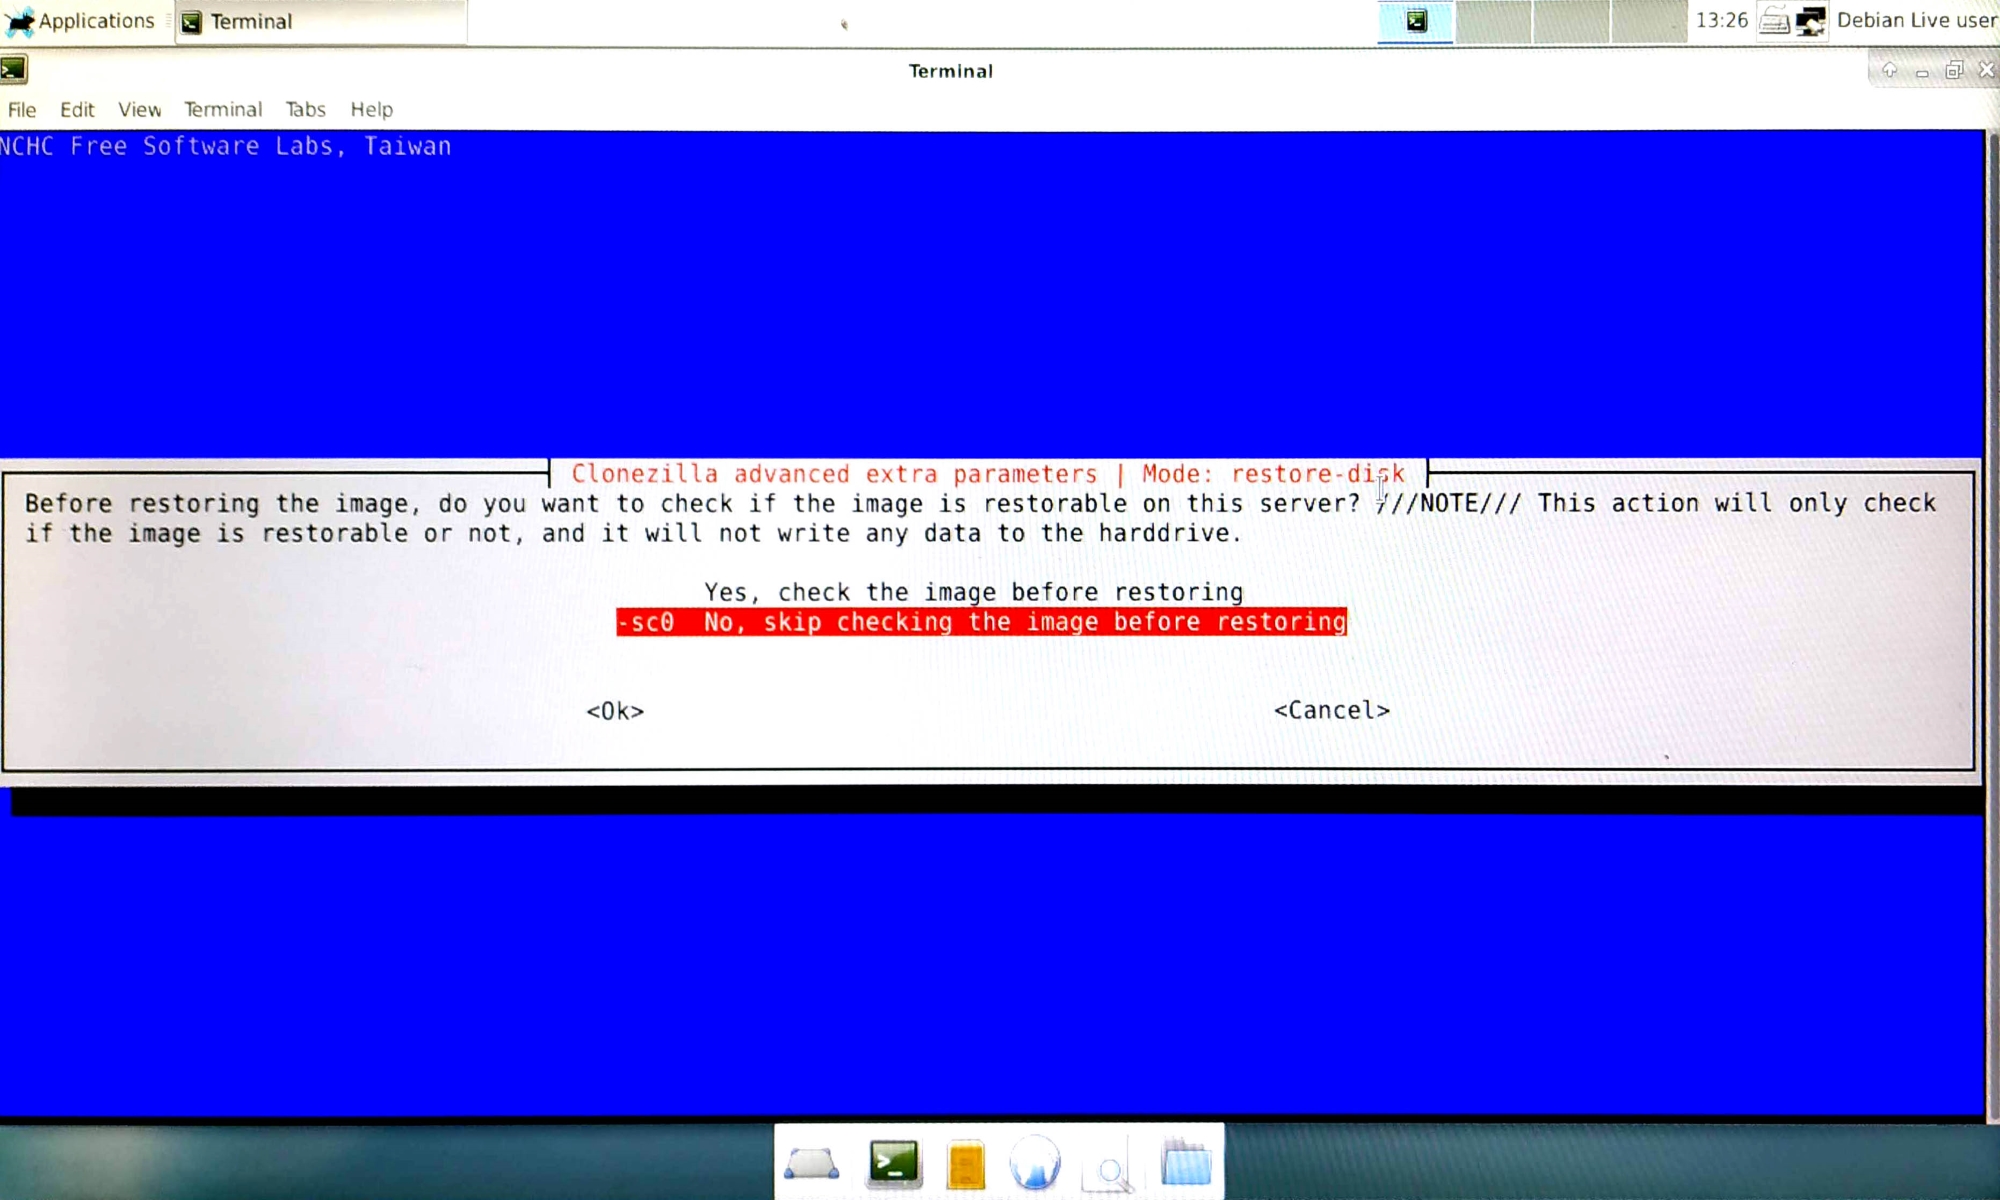 Applications
Terminal
13:26
Debian Live user
Terminal
File Edit View Terminal Tabs Help
NCHC Free Software Labs, Taiwan
Clonezilla advanced extra parameters | Mode: restore-disk
Before restoring the image, do you want to check if the image is restorable on this server? ///NOTE/// This action will only check
if the image is restorable or not, and it will not write any data to the harddrive.
Yes, check the image before restoring
-sc0 No, skip checking the image before restoring
<Ok> <Cancel>